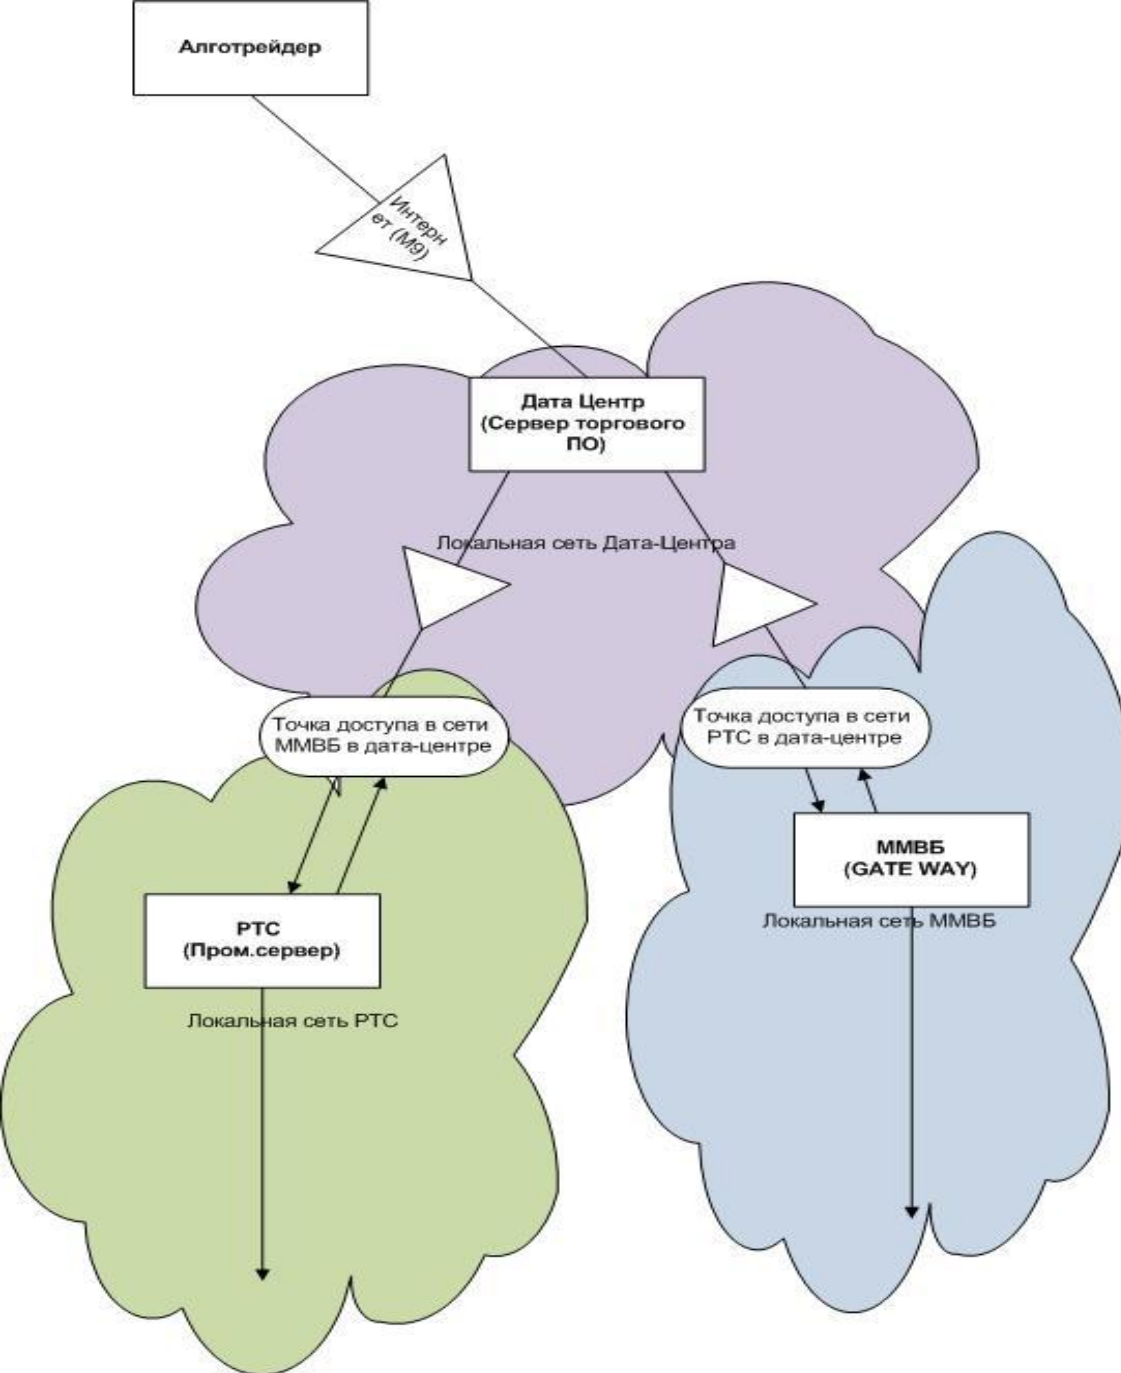 Алготрейдер
Интерн
ет (М9)
Дата Центр
(Сервер торгового
ПО)
Локальная сеть Дата-Центра
Точка доступа в сети
ММВБ в дата-центре
Точка доступа в сети
РТС в дата-центре
ММВБ
(GATE WAY)
Локальная сеть ММВБ
РТС
(Пром.сервер)
Локальная сеть РТС